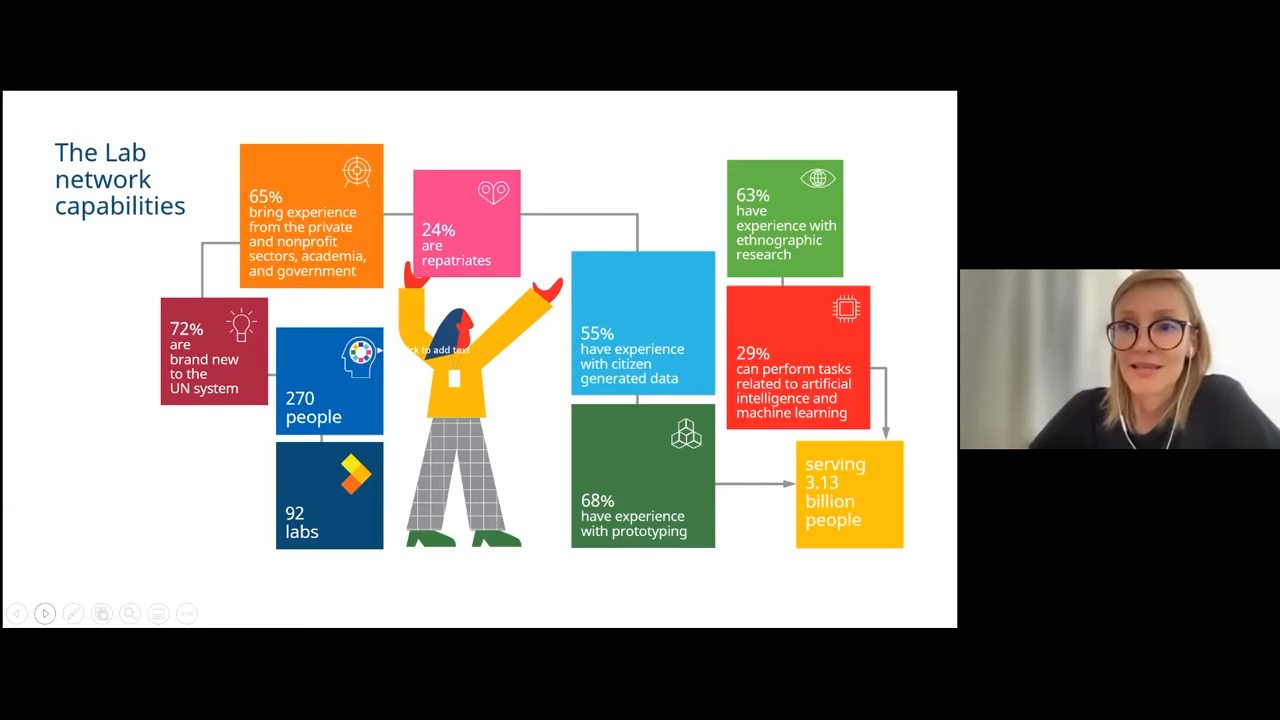 The Lab
network
capabilities
65%
bring experience
from the private
and nonprofit
sectors, academia,
and government
24%
are
repatriates
63%
have
experience with
ethnographic
research
72%
are
brand new
to the
UN system
270
people
to add text
92
labs
55%
have experience
with citizen
generated data
68%
have experience
with prototyping
29%
can perform tasks
related to artificial
intelligence and
machine learning
serving
3.13
billion
people